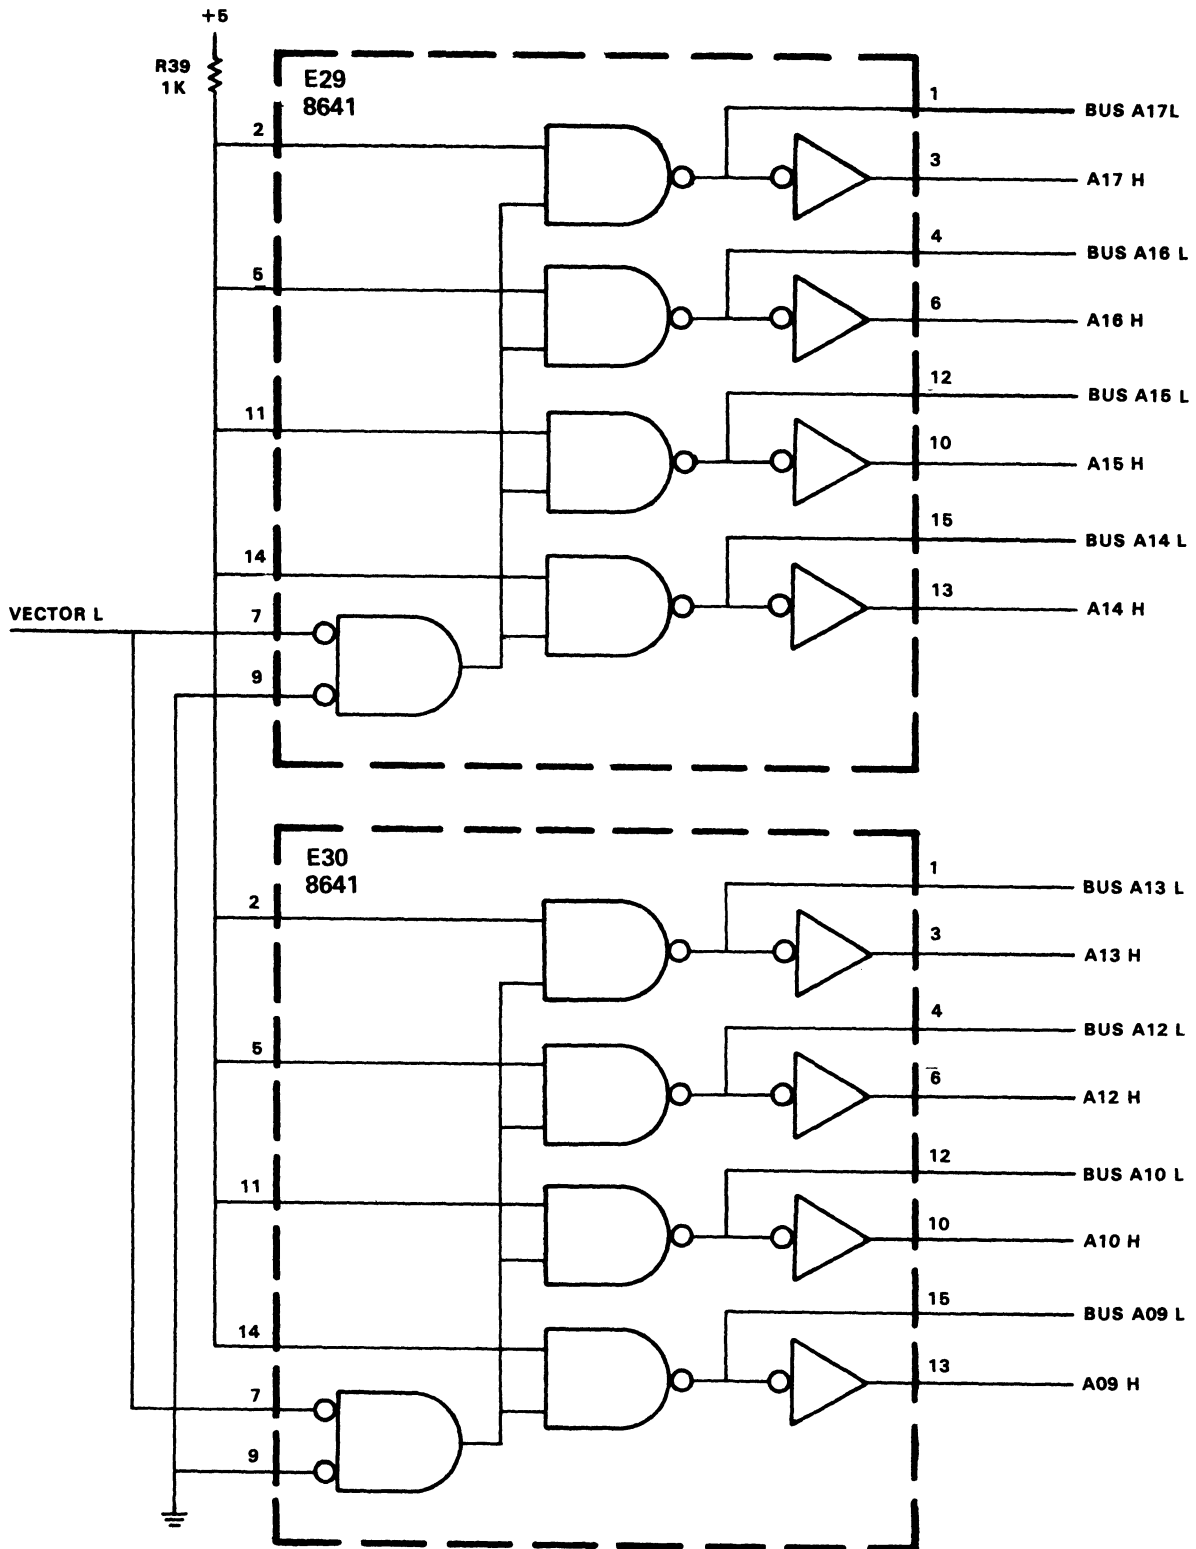 +5
R39
1K
E29
8641
1
BUS A17L
2
3
A17 H
4
BUS A16 L
5
6
A16 H
12
BUS A15 L
11
10
A15 H
15
BUS A14 L
14
13
A14 H
VECTOR L
7
9
E30
8641
1
BUS A13 L
2
3
A13 H
4
BUS A12 L
5
6
A12 H
12
BUS A10 L
11
10
A10 H
15
BUS A09 L
14
13
A09 H
7
9